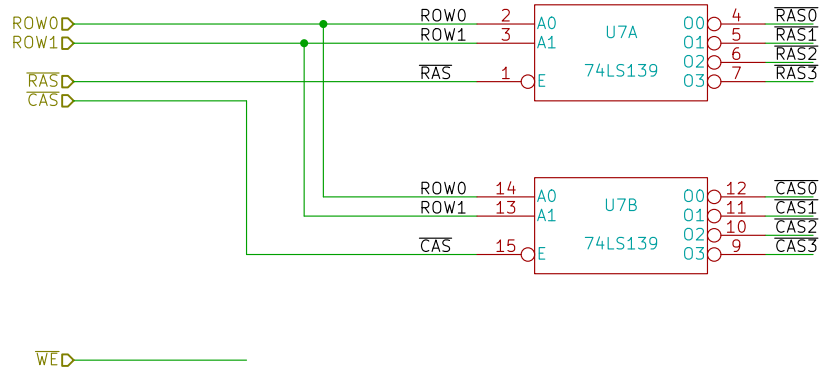 ROW0 ROW0 2 A0 U7A O0 4 RAS0
ROW1 ROW1 3 A1 O1 5 RAS1
O2 6 RAS2
RAS RAS 1 E 74LS139 O3 7 RAS3
CAS
ROW0 14 A0 U7B O0 12 CAS0
ROW1 13 A1 O1 11 CAS1
O2 10 CAS2
CAS 15 E 74LS139 O3 9 CAS3
WE